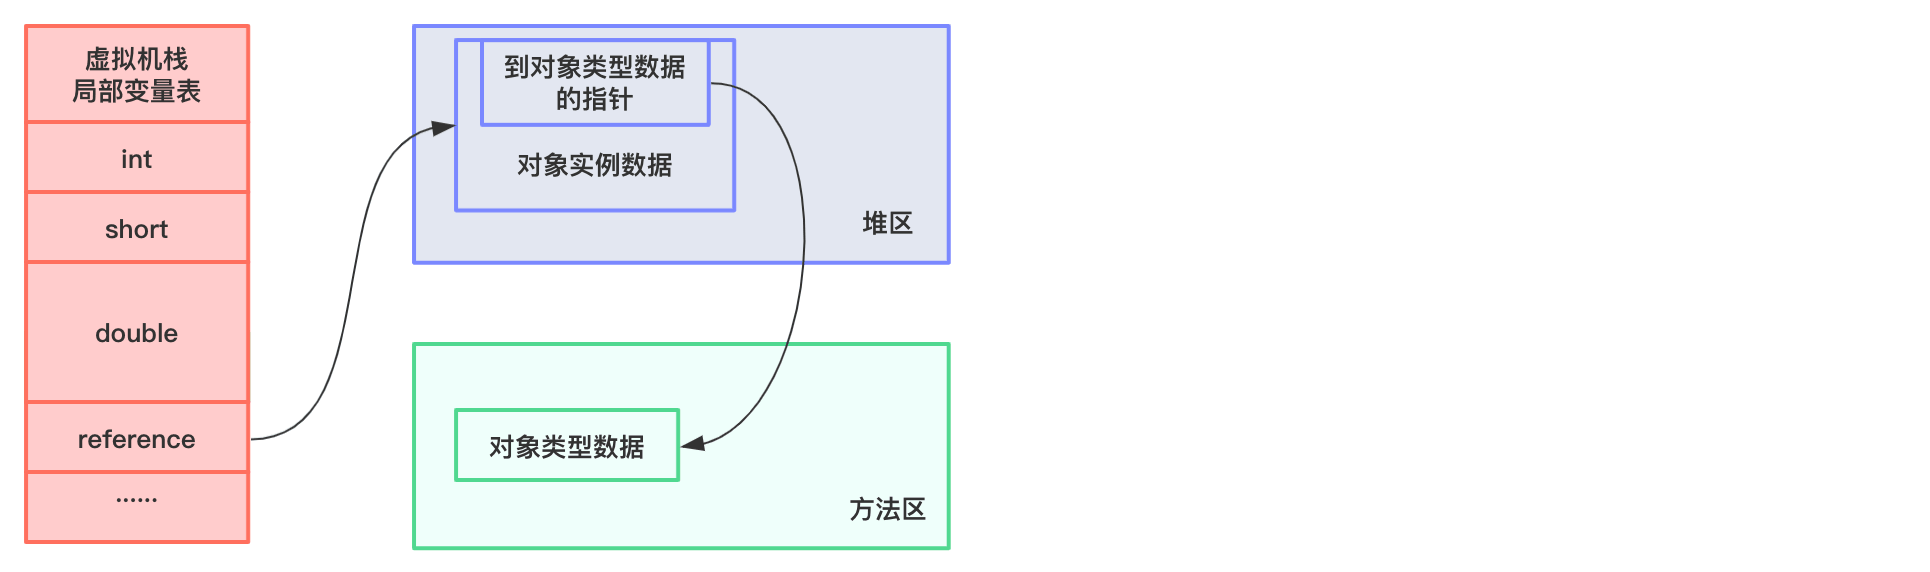 虚拟机栈
局部变量表
int
short
double
reference
······
到对象类型数据
的指针
对象实例数据
堆区
对象类型数据
方法区